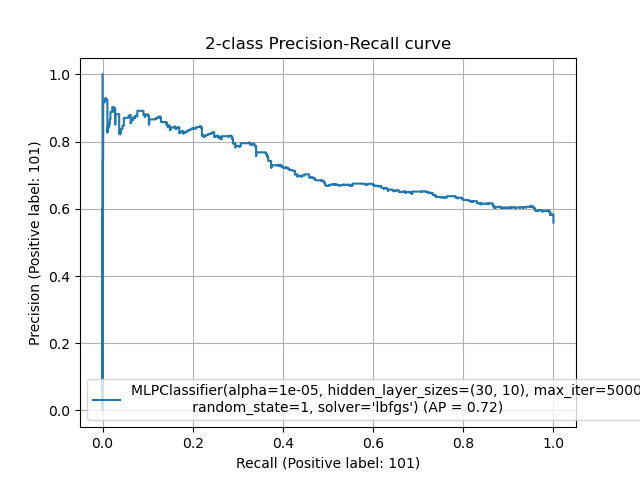 2-class Precision-Recall curve
1.0
0.8
0.6
0.4
0.2
0.0
Precision (Positive label: 101)
MLPClassifier(alpha=1e-05, hidden_layer_sizes=(30, 10), max_iter=5000
random_state=1, solver='lbfgs') (AP = 0.72)
0.0 0.2 0.4 0.6 0.8 1.0
Recall (Positive label: 101)